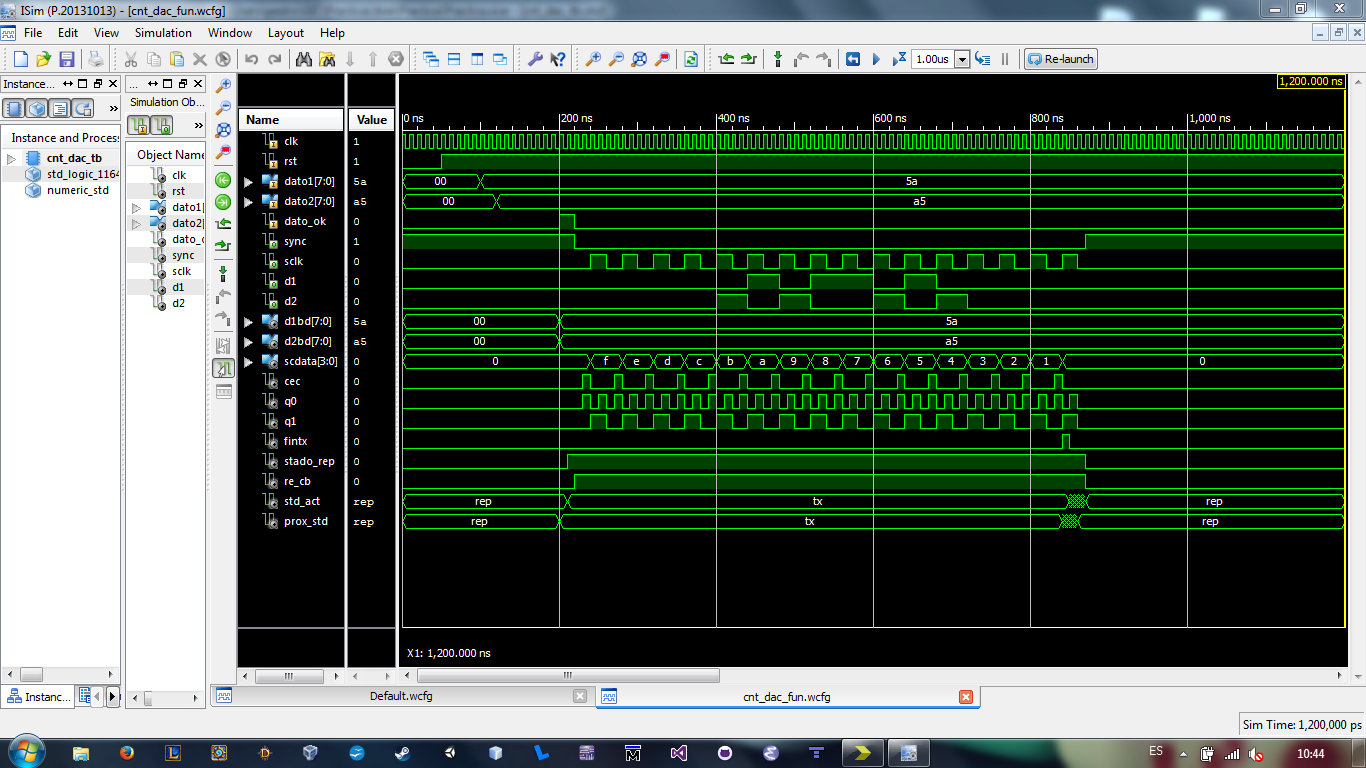 ISim (P.20131013) - [cnt_dac_fun.wcfg]
File Edit View Simulation Window Layout Help
1.00us Re-launch
Instance... ...
Simulation Ob...
Instance and Process
cnt_dac_tb
std_logic_1164
numeric_std
Object Name
clk
rst
dato1[
dato2[
dato_o
sync
sclk
d1
d2
1,200.000 ns
Name Value
0 ns 200 ns 400 ns 600 ns 800 ns 1,000 ns
clk 1
rst 1
dato1[7:0] 5a 00 5a
dato2[7:0] a5 00 a5
dato_ok 0
sync 1
sclk 0
d1 0
d2 0
d1bd[7:0] 5a 00 5a
d2bd[7:0] a5 00 a5
scdata[3:0] 0 0 f e d c b a 9 8 7 6 5 4 3 2 1 0
cec 0
q0 0
q1 0
fintx 0
stado_rep 0
re_cb 0
std_act rep rep tx rep
prox_std rep rep tx rep
X1: 1,200.000 ns
Instanc...
Default.wcfg
cnt_dac_fun.wcfg
Sim Time: 1,200,000 ps
ES 10:44